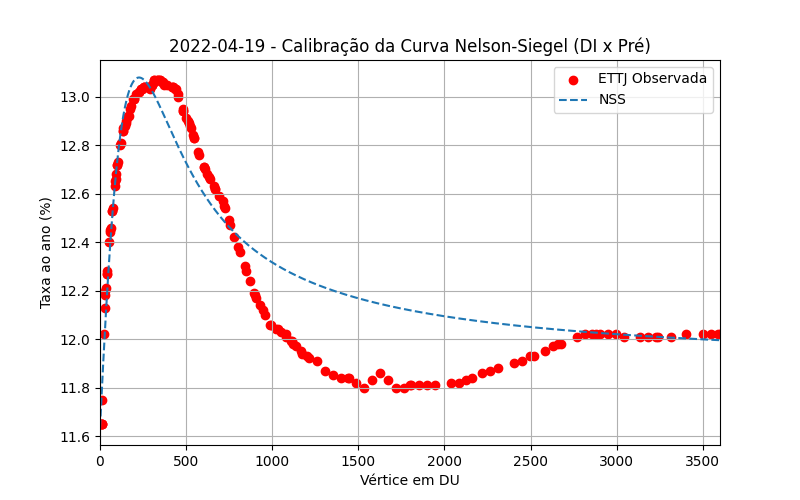 2022-04-19 - Calibração da Curva Nelson-Siegel (DI x Pré)
ETTJ Observada
NSS
Taxa ao ano (%)
13.0
12.8
12.6
12.4
12.2
12.0
11.8
11.6
0 500 1000 1500 2000 2500 3000 3500
Vértice em DU